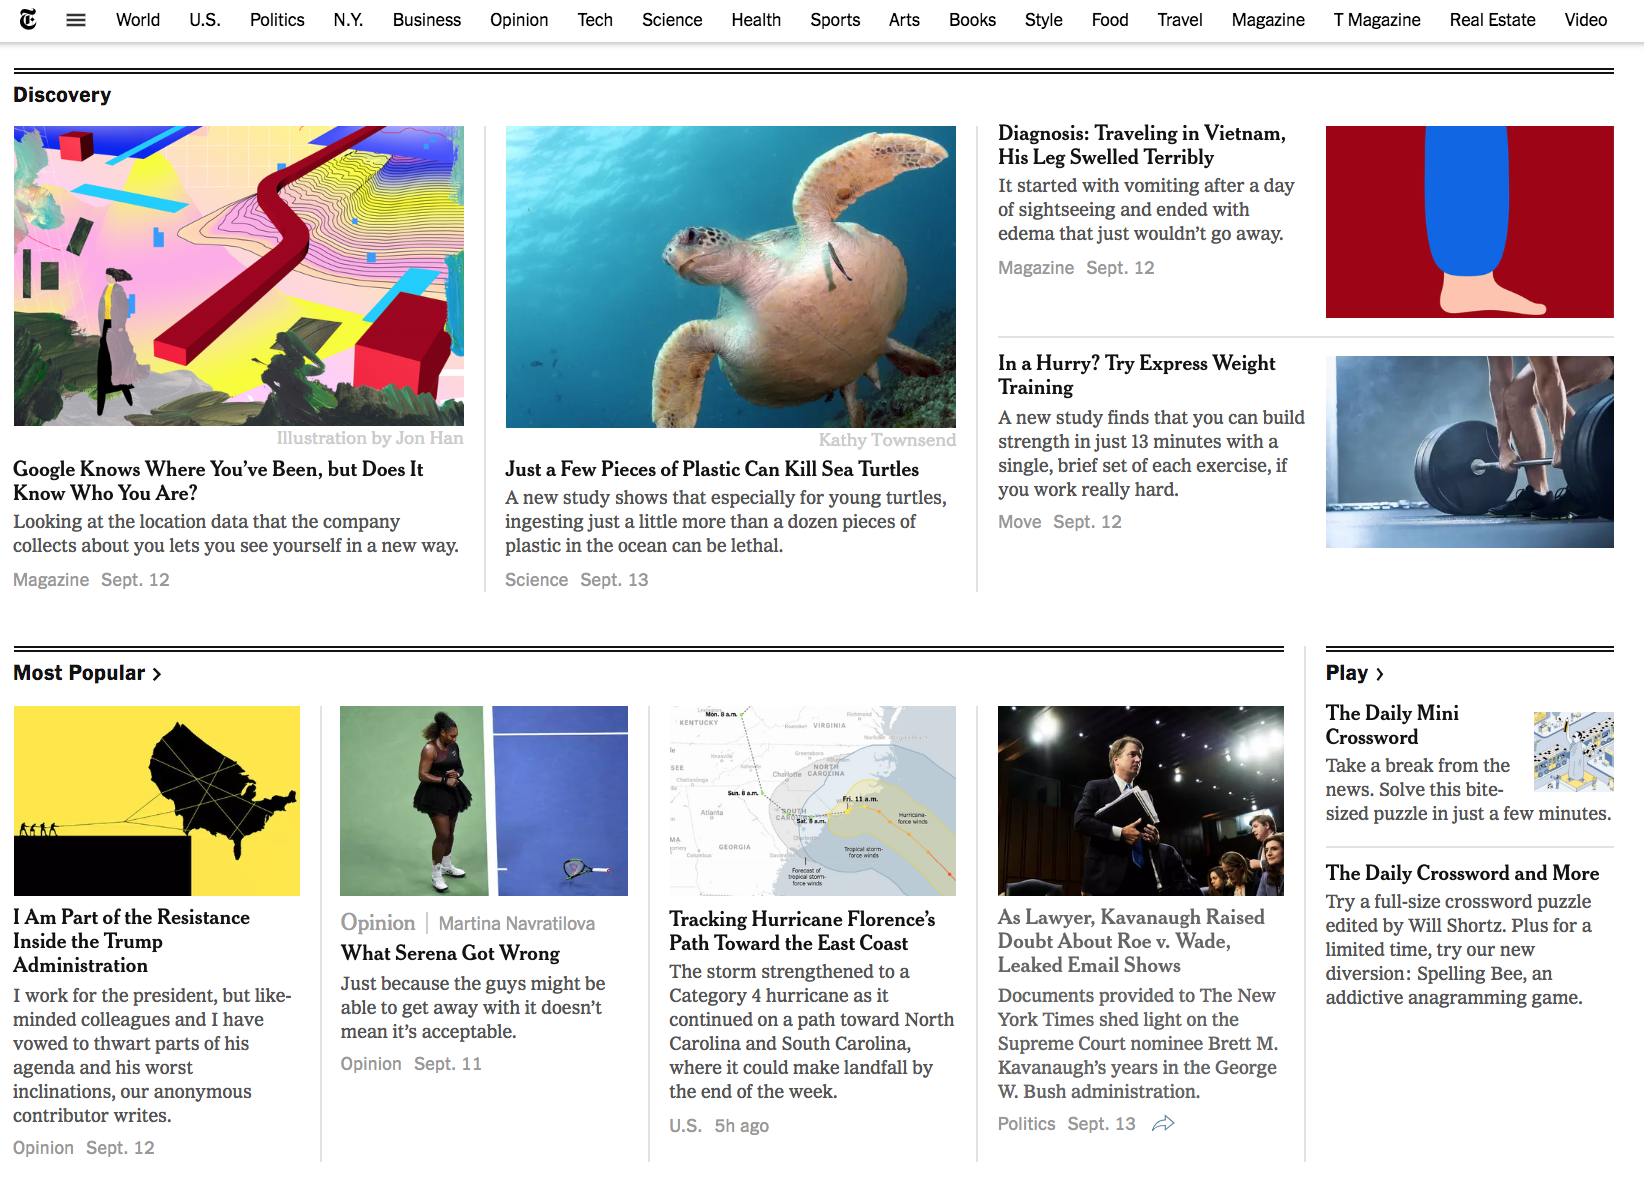 World U.S. Politics N.Y. Business Opinion Tech Science Health Sports Arts Books Style Food Travel Magazine T Magazine Real Estate Video
Discovery
Illustration by Jon Han
Google Knows Where You’ve Been, but Does It
Know Who You Are?
Looking at the location data that the company
collects about you lets you see yourself in a new way.
Magazine Sept. 12
Kathy Townsend
Just a Few Pieces of Plastic Can Kill Sea Turtles
A new study shows that especially for young turtles,
ingesting just a little more than a dozen pieces of
plastic in the ocean can be lethal.
Science Sept. 13
Diagnosis: Traveling in Vietnam,
His Leg Swelled Terribly
It started with vomiting after a day
of sightseeing and ended with
edema that just wouldn’t go away.
Magazine Sept. 12
In a Hurry? Try Express Weight
Training
A new study finds that you can build
strength in just 13 minutes with a
single, brief set of each exercise, if
you work really hard.
Move Sept. 12
Most Popular >
I Am Part of the Resistance
Inside the Trump
Administration
I work for the president, but like-
minded colleagues and I have
vowed to thwart parts of his
agenda and his worst
inclinations, our anonymous
contributor writes.
Opinion Sept. 12
Opinion | Martina Navratilova
What Serena Got Wrong
Just because the guys might be
able to get away with it doesn’t
mean it’s acceptable.
Opinion Sept. 11
Mon. 8 a.m.
KENTUCKY
VIRGINIA
Richmond
Greensboro
NORTH
CAROLINA
Charlotte
Sun. 8 a.m.
Atlanta
SOUTH
Sat. 8 a.m.
Fri. 11 a.m.
Hurricane-
force winds
GEORGIA
Columbus
Tropical storm-
force winds
Forecast of
tropical storm-
force winds
Tracking Hurricane Florence’s
Path Toward the East Coast
The storm strengthened to a
Category 4 hurricane as it
continued on a path toward North
Carolina and South Carolina,
where it could make landfall by
the end of the week.
U.S. 5h ago
As Lawyer, Kavanaugh Raised
Doubt About Roe v. Wade,
Leaked Email Shows
Documents provided to The New
York Times shed light on the
Supreme Court nominee Brett M.
Kavanaugh’s years in the George
W. Bush administration.
Politics Sept. 13
Play >
The Daily Mini
Crossword
Take a break from the
news. Solve this bite-
sized puzzle in just a few minutes.
The Daily Crossword and More
Try a full-size crossword puzzle
edited by Will Shortz. Plus for a
limited time, try our new
diversion: Spelling Bee, an
addictive anagramming game.